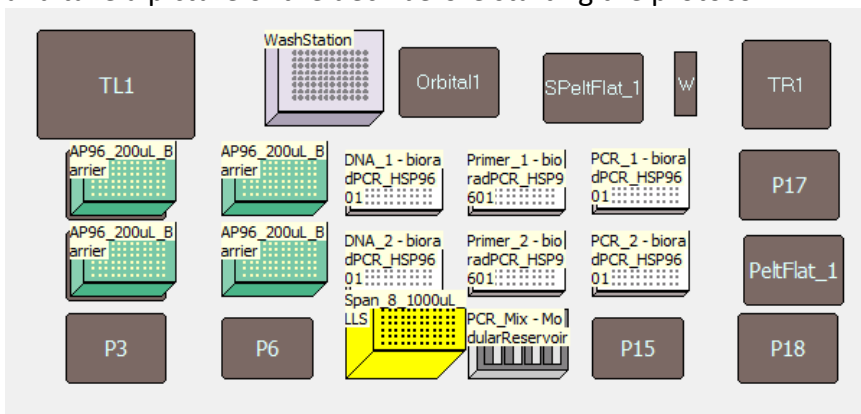 WashStation
TL1
Orbital1
SPeltFlat_1
W
TR1
AP96_200uL_B
arrier
AP96_200uL_B
arrier
DNA_1 - biora
dPCR_HSP96
01
Primer_1 - bio
radPCR_HSP9
601
PCR_1 - biora
dPCR_HSP96
01
P17
AP96_200uL_B
arrier
AP96_200uL_B
arrier
DNA_2 - biora
dPCR_HSP96
01
Primer_2 - bio
radPCR_HSP9
601
PCR_2 - biora
dPCR_HSP96
01
PeltFlat_1
P3
P6
Span_8_1000uL_
LLS
PCR_Mix - Mo
dularReservoir
P15
P18